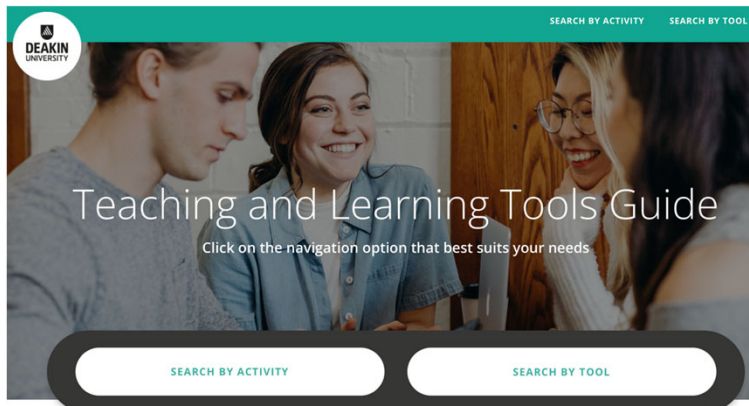 SEARCH BY ACTIVITY SEARCH BY TOOL
DEAKIN
UNIVERSITY
Teaching and Learning Tools Guide
Click on the navigation option that best suits your needs
SEARCH BY ACTIVITY SEARCH BY TOOL